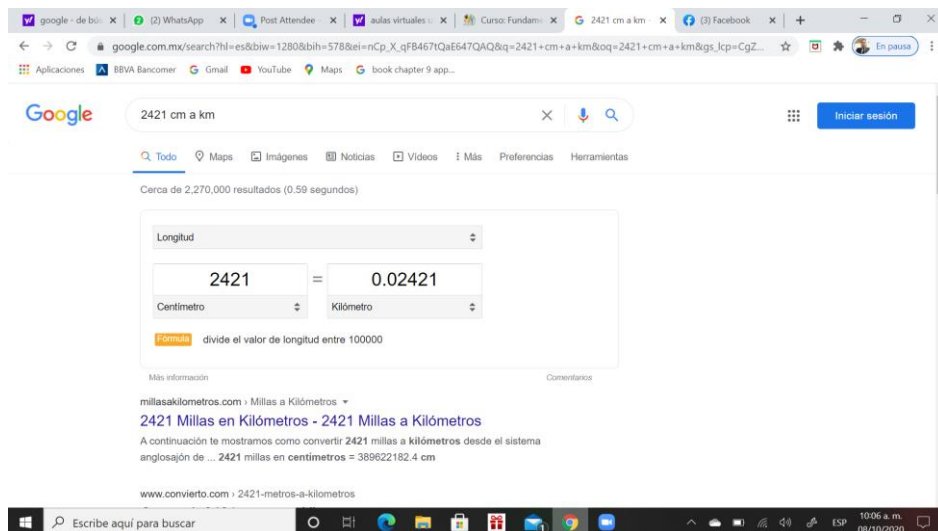 google - de bús
(2) WhatsApp
Post Attendee -
aulas virtuales u
Curso: Fundame
2421 cm a km -
(3) Facebook
google.com.mx/search?hl=es&biw=1280&bih=578&ei=nCp_X_qFB467tQaE647QAQ&q=2421+cm+a+km&oq=2421+cm+a+km&gs_lcp=CgZ...
En pausa
Aplicaciones
BBVA Bancomer
Gmail
YouTube
Maps
book chapter 9 app...
Google
2421 cm a km
Iniciar sesión
Todo
Maps
Imágenes
Noticias
Vídeos
Más
Preferencias
Herramientas
Cerca de 2,270,000 resultados (0.59 segundos)
Longitud
2421 = 0.02421
Centímetro
Kilómetro
Fórmula divide el valor de longitud entre 100000
Más información
Comentarios
millasakilometros.com › Millas a Kilómetros
2421 Millas en Kilómetros - 2421 Millas a Kilómetros
A continuación te mostramos como convertir 2421 millas a kilómetros desde el sistema
anglosajón de ... 2421 millas en centímetros = 389622182.4 cm
www.convierto.com › 2421-metros-a-kilometros
Escribe aquí para buscar
ESP
10:06 a. m.
08/10/2020